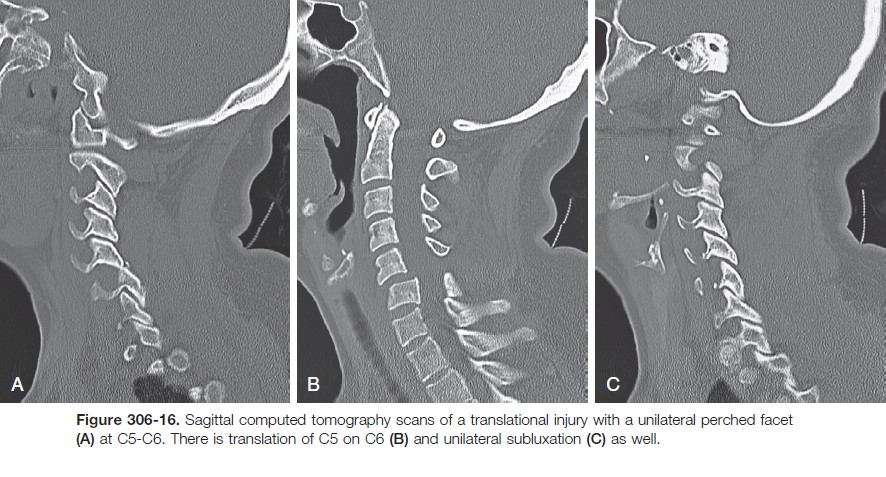 A
B
C
Figure 306-16. Sagittal computed tomography scans of a translational injury with a unilateral perched facet
(A) at C5-C6. There is translation of C5 on C6 (B) and unilateral subluxation (C) as well.